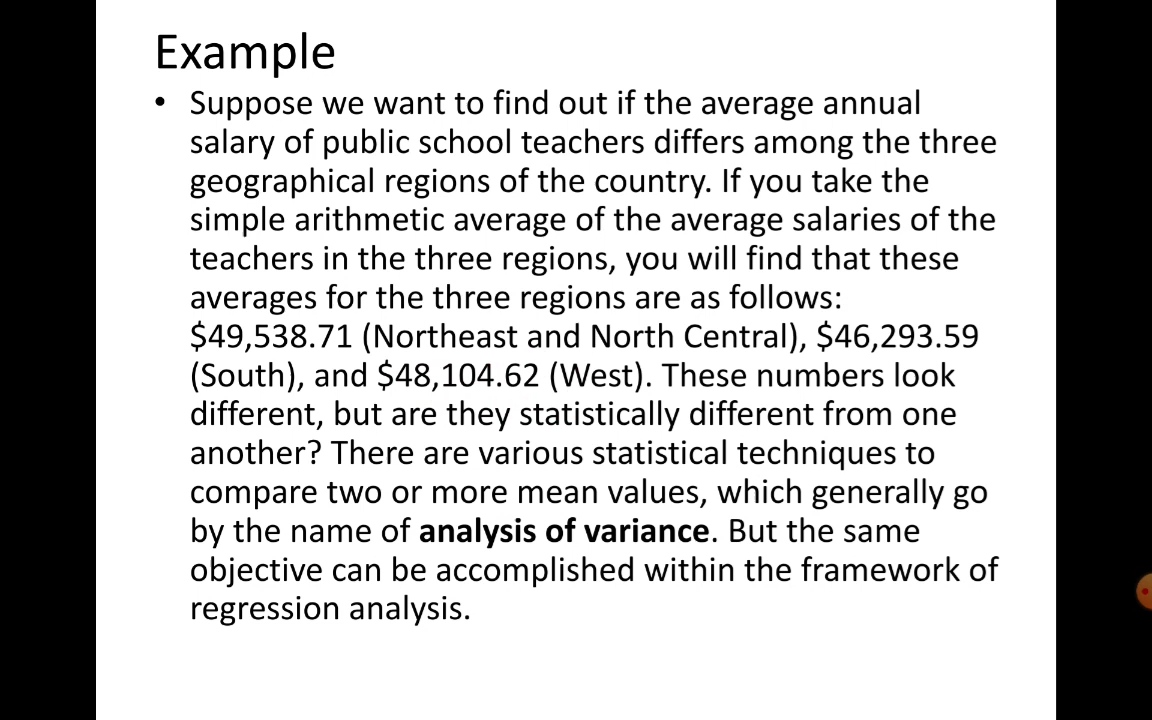 Example
• Suppose we want to find out if the average annual
salary of public school teachers differs among the three
geographical regions of the country. If you take the
simple arithmetic average of the average salaries of the
teachers in the three regions, you will find that these
averages for the three regions are as follows:
$49,538.71 (Northeast and North Central), $46,293.59
(South), and $48,104.62 (West). These numbers look
different, but are they statistically different from one
another? There are various statistical techniques to
compare two or more mean values, which generally go
by the name of analysis of variance. But the same
objective can be accomplished within the framework of
regression analysis.